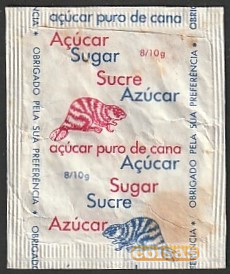 açúcar puro de cana
Açúcar
Sugar 8/10g
Sucre
Azúcar
açúcar puro de cana
Açúcar
8/10g Sugar
Sucre
Azúcar
• OBRIGADO PELA SUA PREFERÊNCIA •
• OBRIGADO PELA SUA PREFERÊNCIA •
coisas